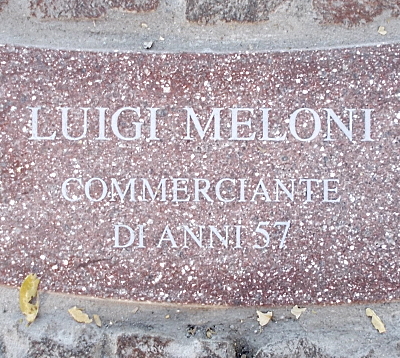 LUIGI MELONI
COMMERCIANTE
DI ANNI 57